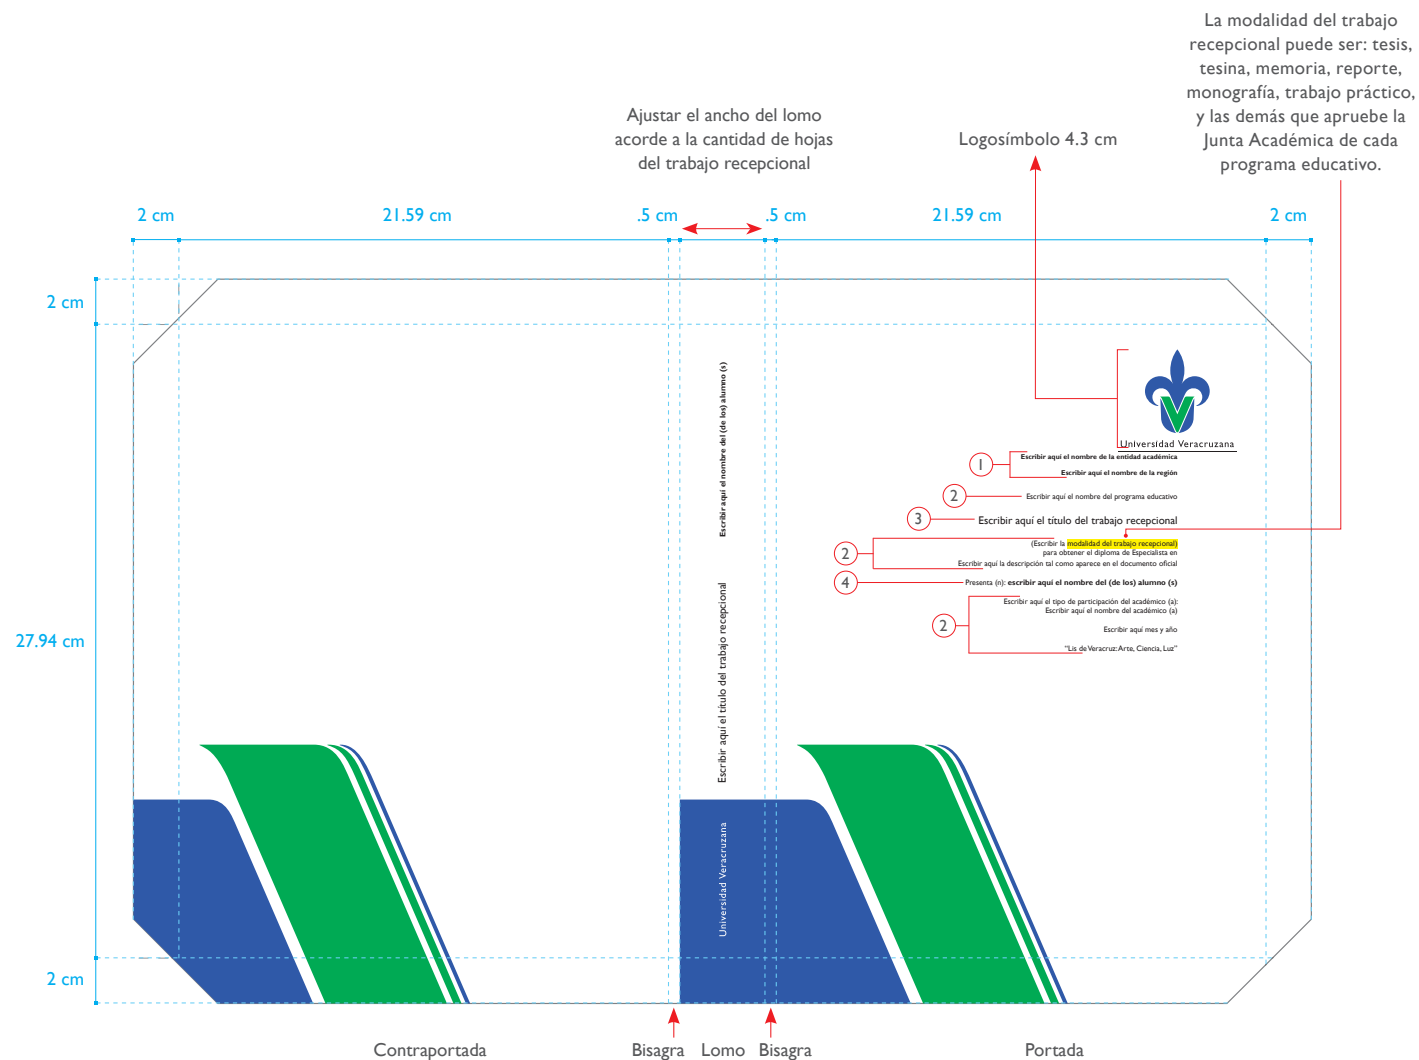 La modalidad del trabajo
recepcional puede ser: tesis,
tesina, memoria, reporte,
monografía, trabajo práctico,
y las demás que apruebe la
Junta Académica de cada
programa educativo.
Ajustar el ancho del lomo
acorde a la cantidad de hojas
del trabajo recepcional
Logosímbolo 4.3 cm
2 cm
21.59 cm
.5 cm
.5 cm
21.59 cm
2 cm
2 cm
27.94 cm
2 cm
Escribir aquí el nombre del (de los) alumno (s)
Escribir aquí el título del trabajo recepcional
Universidad Veracruzana
Universidad Veracruzana
1
Escribir aquí el nombre de la entidad académica
Escribir aquí el nombre de la región
2
Escribir aquí el nombre del programa educativo
3
Escribir aquí el título del trabajo recepcional
2
(Escribir la modalidad del trabajo recepcional)
para obtener el diploma de Especialista en
Escribir aquí la descripción tal como aparece en el documento oficial
4
Presenta (n): escribir aquí el nombre del (de los) alumno (s)
2
Escribir aquí el tipo de participación del académico (a):
Escribir aquí el nombre del académico (a)
Escribir aquí mes y año
"Lis de Veracruz: Arte, Ciencia, Luz"
Contraportada
Bisagra
Lomo
Bisagra
Portada